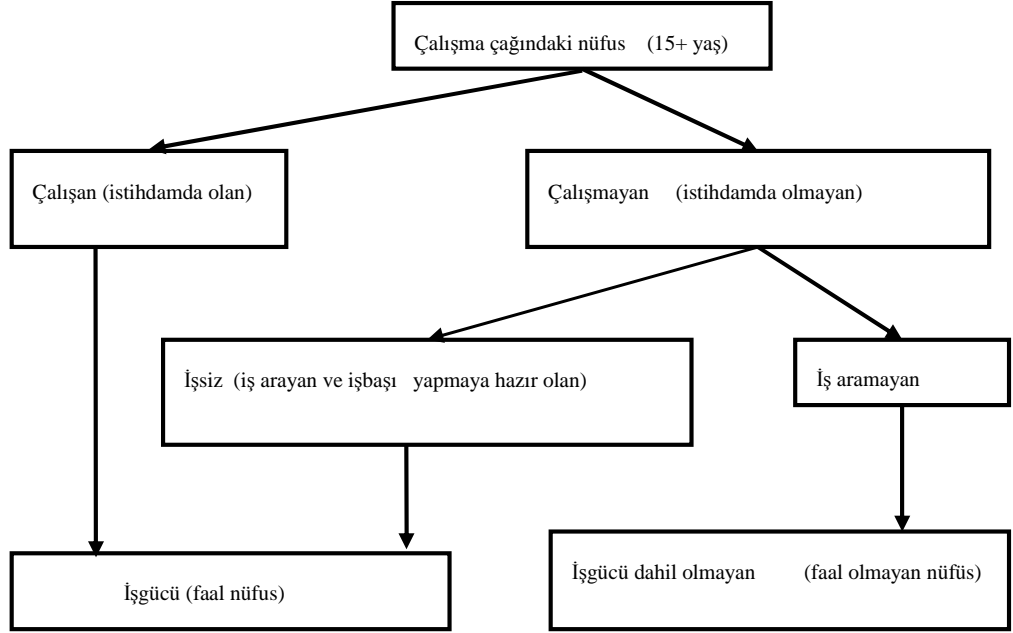 Çalışma çağındaki nüfus (15+ yaş)
Çalışan (istihdamda olan)
Çalışmayan (istihdamda olmayan)
İşsiz (iş arayan ve işbaşı yapmaya hazır olan)
İş aramayan
İşgücü (faal nüfus)
İşgücü dahil olmayan (faal olmayan nüfüs)